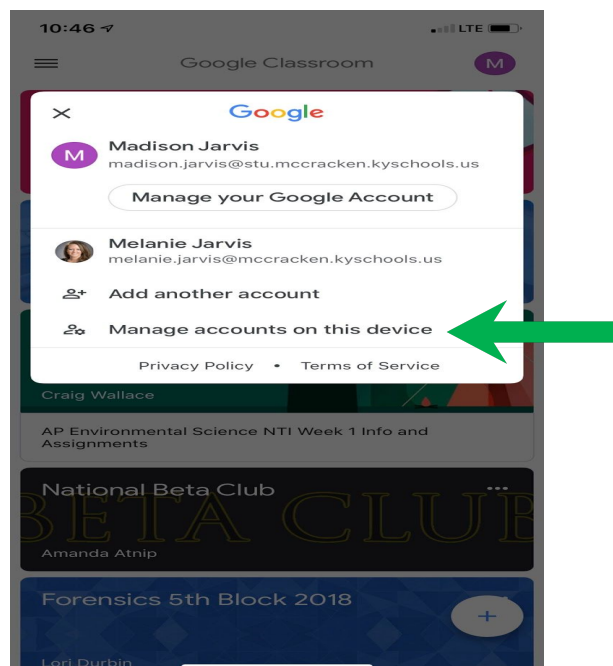 10:46
LTE
Google Classroom
M
Google
M
Madison Jarvis
madison.jarvis@stu.mccracken.kyschools.us
Manage your Google Account
Melanie Jarvis
melanie.jarvis@mccracken.kyschools.us
Add another account
Manage accounts on this device
Privacy Policy • Terms of Service
Craig Wallace
AP Environmental Science NTI Week 1 Info and
Assignments
National Beta Club
BETA CLUB
Amanda Atnip
Forensics 5th Block 2018
Lori Durbin